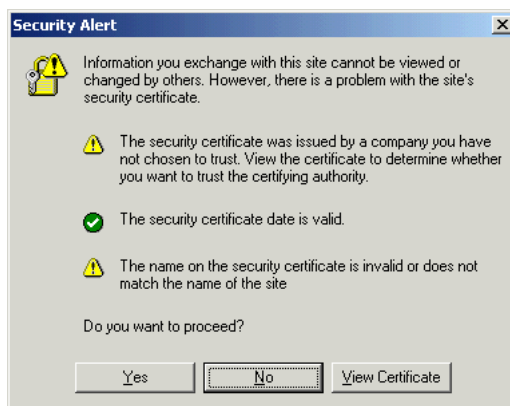 Security Alert
Information you exchange with this site cannot be viewed or
changed by others. However, there is a problem with the site's
security certificate.
The security certificate was issued by a company you have
not chosen to trust. View the certificate to determine whether
you want to trust the certifying authority.
The security certificate date is valid.
The name on the security certificate is invalid or does not
match the name of the site
Do you want to proceed?
Yes
No
View Certificate